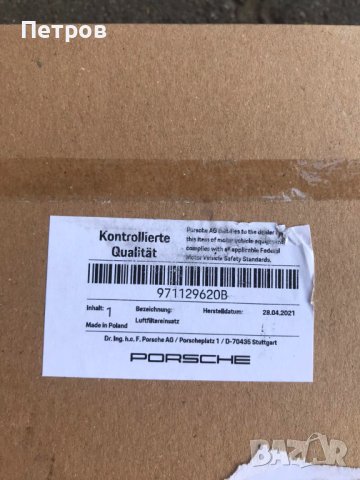 Петров
Kontrollierte
Qualität
Porsche AG certifies to the dealer
this item of motor vehicle equipment
complies with all applicable Federal
Motor Vehicle Safety Standards.
971129620B
Inhalt: 1 Bezeichnung: Herstelldatum: 28.04.2021
Luftfiltereinsatz
Made in Poland
Dr. Ing. h.c. F. Porsche AG / Porscheplatz 1 / D-70435 Stuttgart
PORSCHE
BAZAR